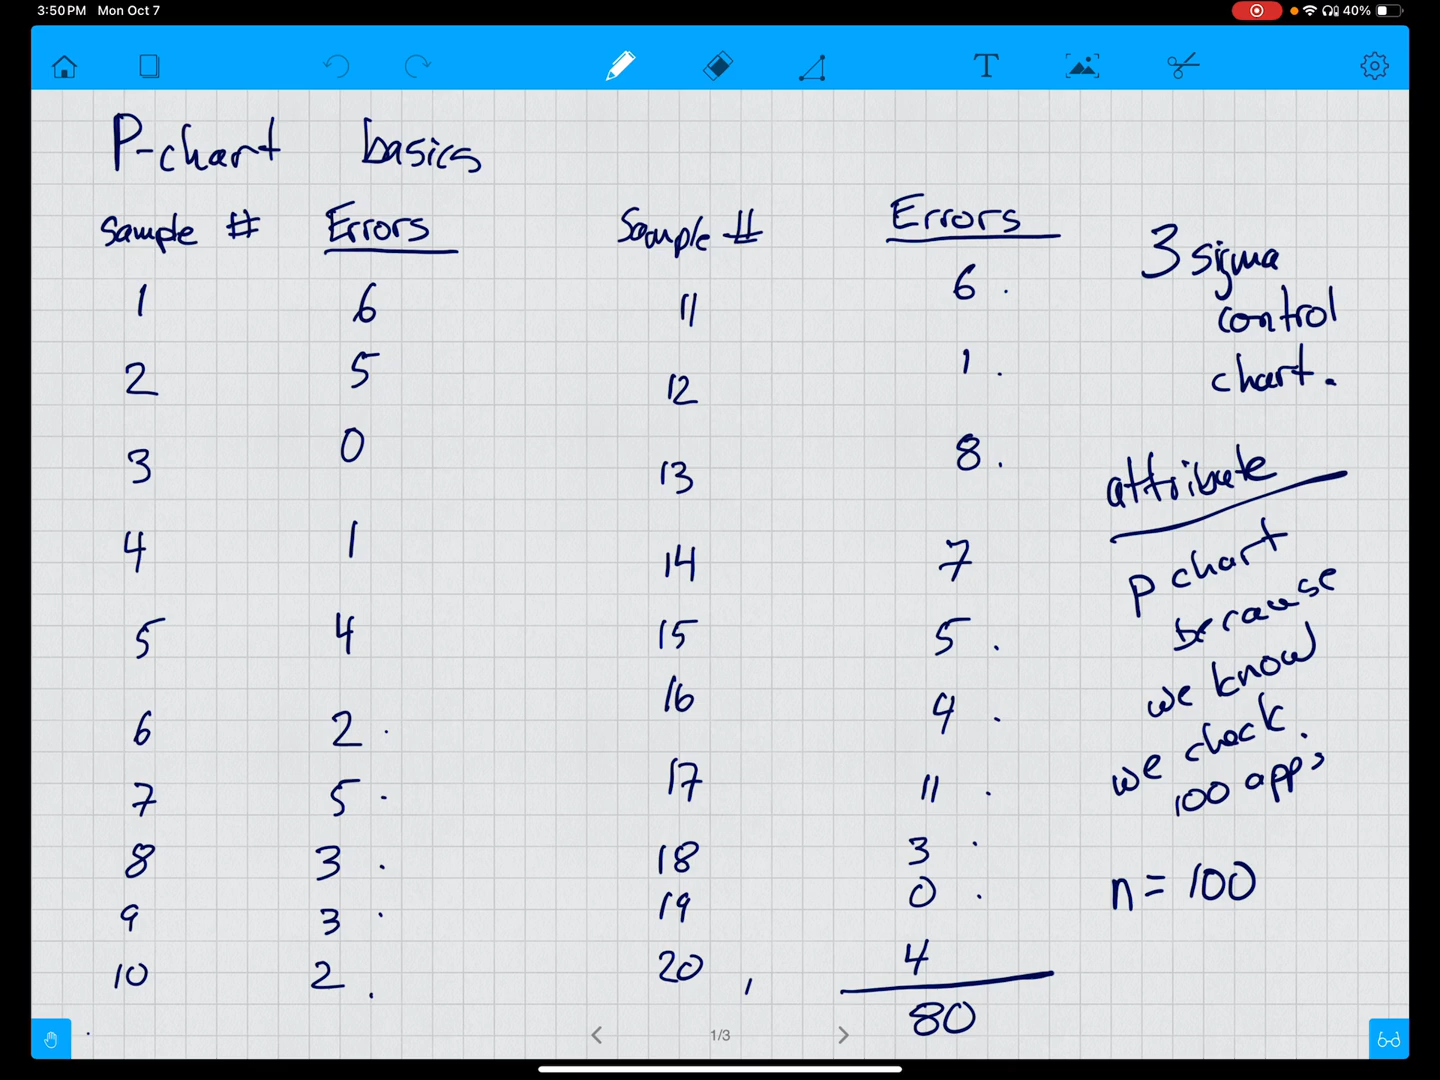 3:50 PM Mon Oct 7
40%
T
P-chart basics
Sample # Errors Sample # Errors
1 6 11 6 .
2 5 12 1 .
3 0 13 8 .
4 1 14 7
5 4 15 5 .
6 2 . 16 4 .
7 5 . 17 11 .
8 3 . 18 3 .
9 3 . 19 0 .
10 2 . 20 , 4
80
3 sigma
control
chart.
attribute
P chart
because
we know
we check.
100 apps
n = 100
1/3